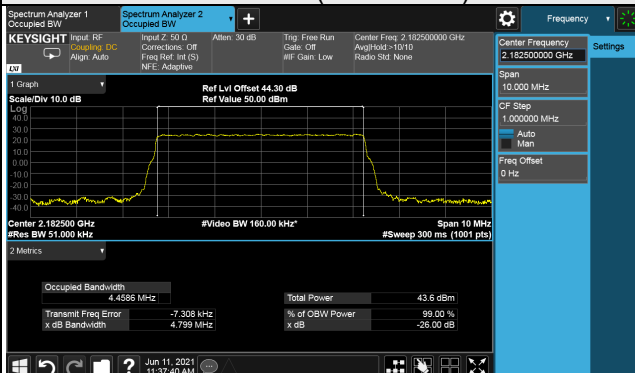 Spectrum Analyzer 1
Occupied BW
Spectrum Analyzer 2
Occupied BW
Frequency
KEYSIGHT
Input: RF
Coupling: DC
Align: Auto
Input Z: 50 Ω
Corrections: Off
Freq Ref: Int (S)
NFE: Adaptive
Atten: 30 dB
Trig: Free Run
Gate: Off
#IF Gain: Low
Center Freq: 2.182500000 GHz
Avg|Hold:>10/10
Radio Std: None
LXI
Center Frequency
2.182500000 GHz
Settings
Span
10.000 MHz
CF Step
1.000000 MHz
Auto
Man
Freq Offset
0 Hz
1 Graph
Scale/Div 10.0 dB
Ref Lvl Offset 44.30 dB
Ref Value 50.00 dBm
Log
40.0
30.0
20.0
10.0
0.00
-10.0
-20.0
-30.0
-40.0
Center 2.182500 GHz
#Res BW 51.000 kHz
#Video BW 160.00 kHz*
Span 10 MHz
#Sweep 300 ms (1001 pts)
2 Metrics
Occupied Bandwidth
4.4586 MHz
Total Power 43.6 dBm
Transmit Freq Error -7.308 kHz
% of OBW Power 99.00 %
x dB Bandwidth 4.799 MHz
x dB -26.00 dB
Jun 11, 2021
11:37:40 AM